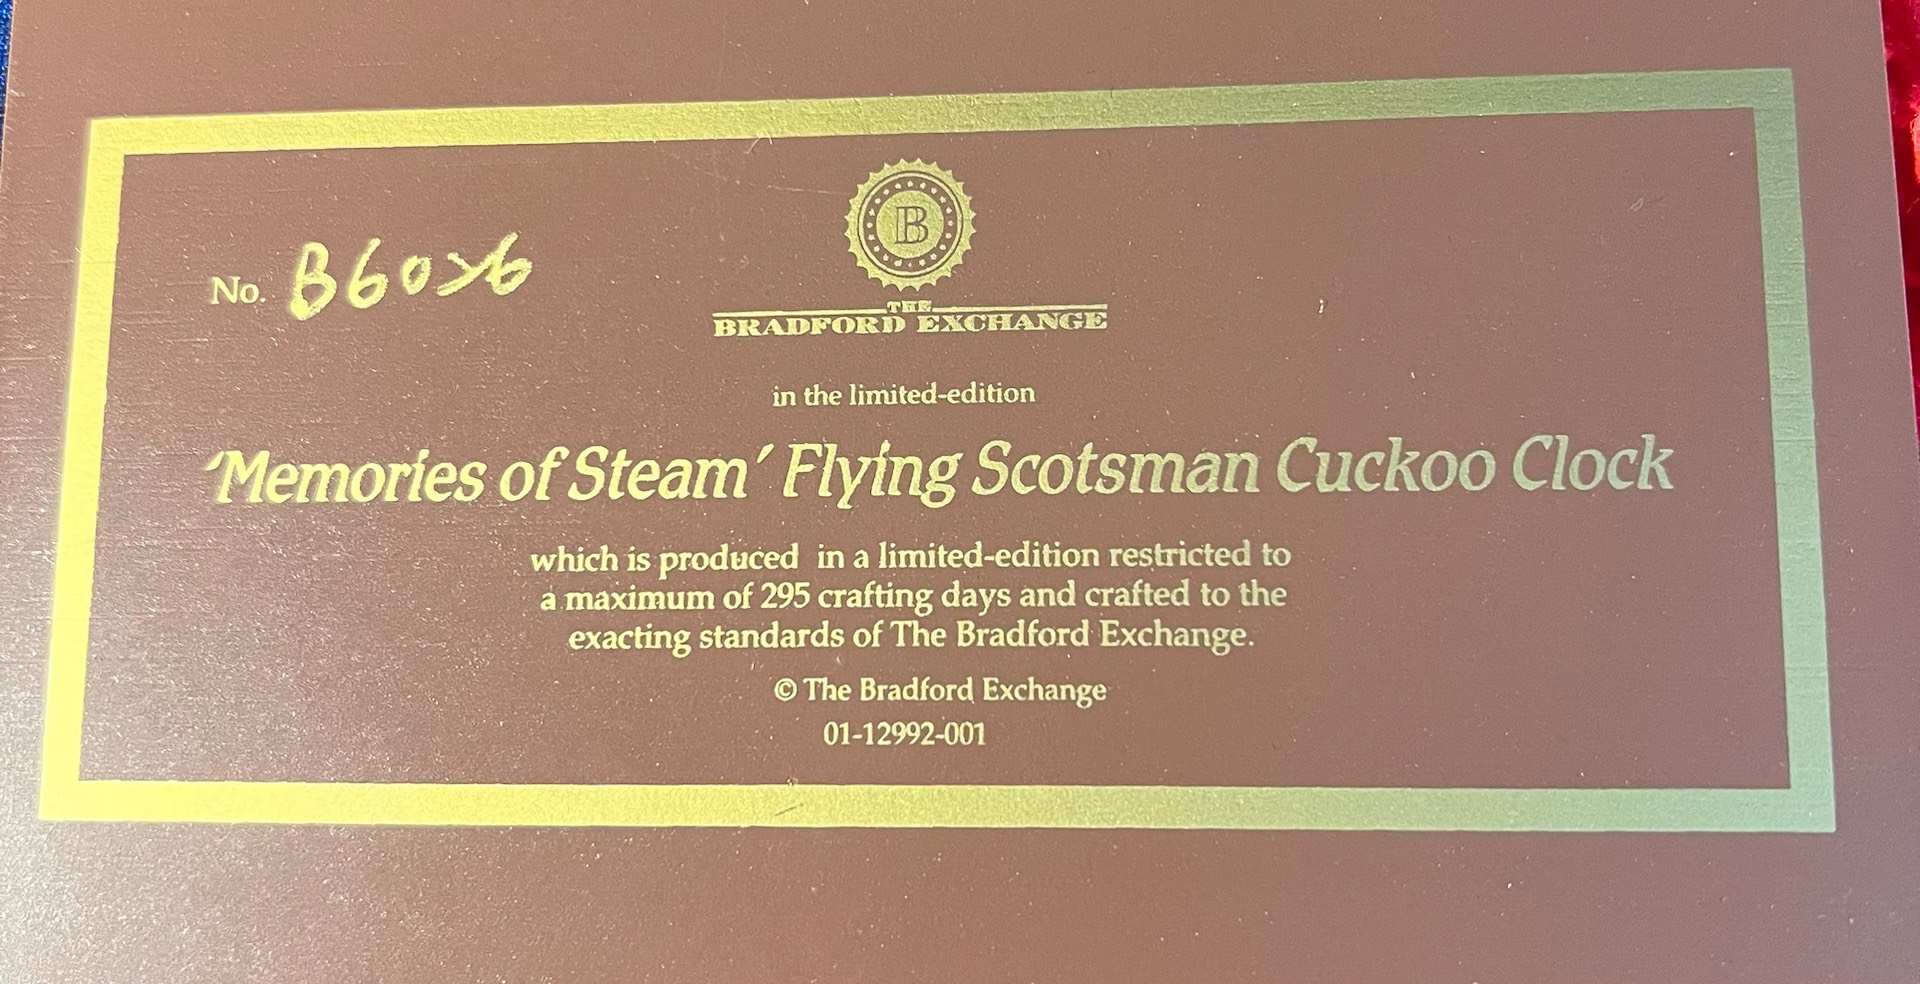 B
THE
BRADFORD EXCHANGE
No. B6026
in the limited-edition
'Memories of Steam' Flying Scotsman Cuckoo Clock
which is produced in a limited-edition restricted to
a maximum of 295 crafting days and crafted to the
exacting standards of The Bradford Exchange.
© The Bradford Exchange
01-12992-001